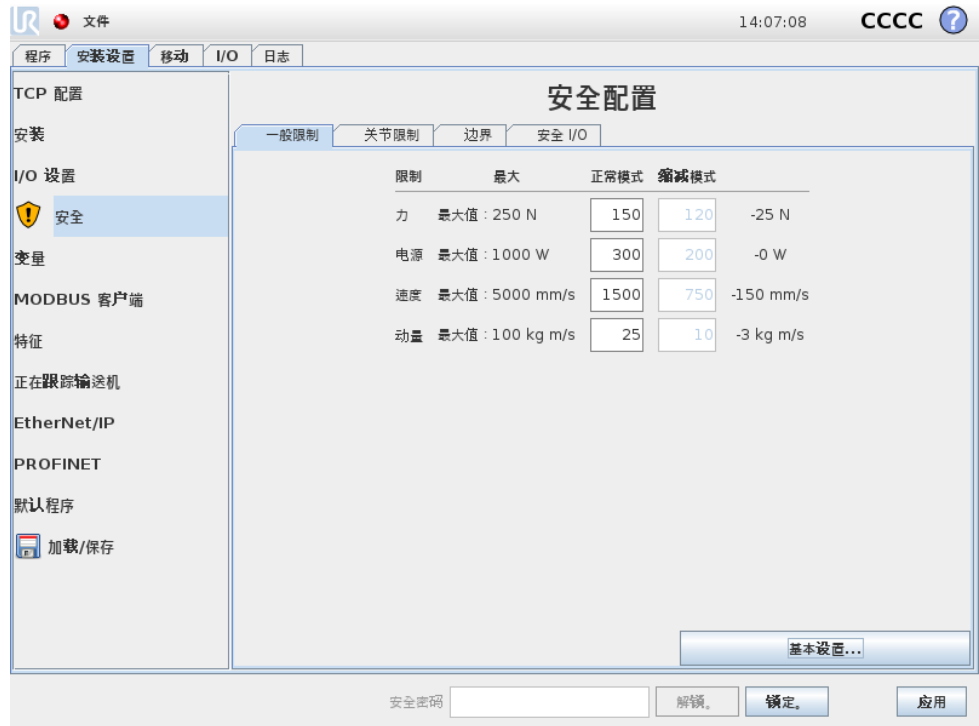 UR 文件 14:07:08 CCCC ?
程序 安装设置 移动 I/O 日志
TCP 配置
安装
I/O 设置
安全
变量
MODBUS 客户端
特征
正在跟踪输送机
EtherNet/IP
PROFINET
默认程序
加载/保存
安全配置
一般限制 关节限制 边界 安全 I/O
限制 最大 正常模式 缩减模式
力 最大值：250 N 150 120 -25 N
电源 最大值：1000 W 300 200 -0 W
速度 最大值：5000 mm/s 1500 750 -150 mm/s
动量 最大值：100 kg m/s 25 10 -3 kg m/s
基本设置...
安全密码 解锁。 锁定。 应用